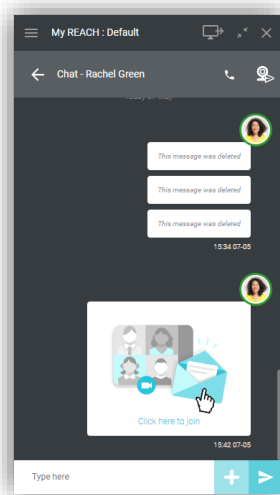 My REACH : Default
Chat - Rachel Green
This message was deleted
This message was deleted
This message was deleted
15:34 07-05
Click here to join
15:42 07-05
Type here